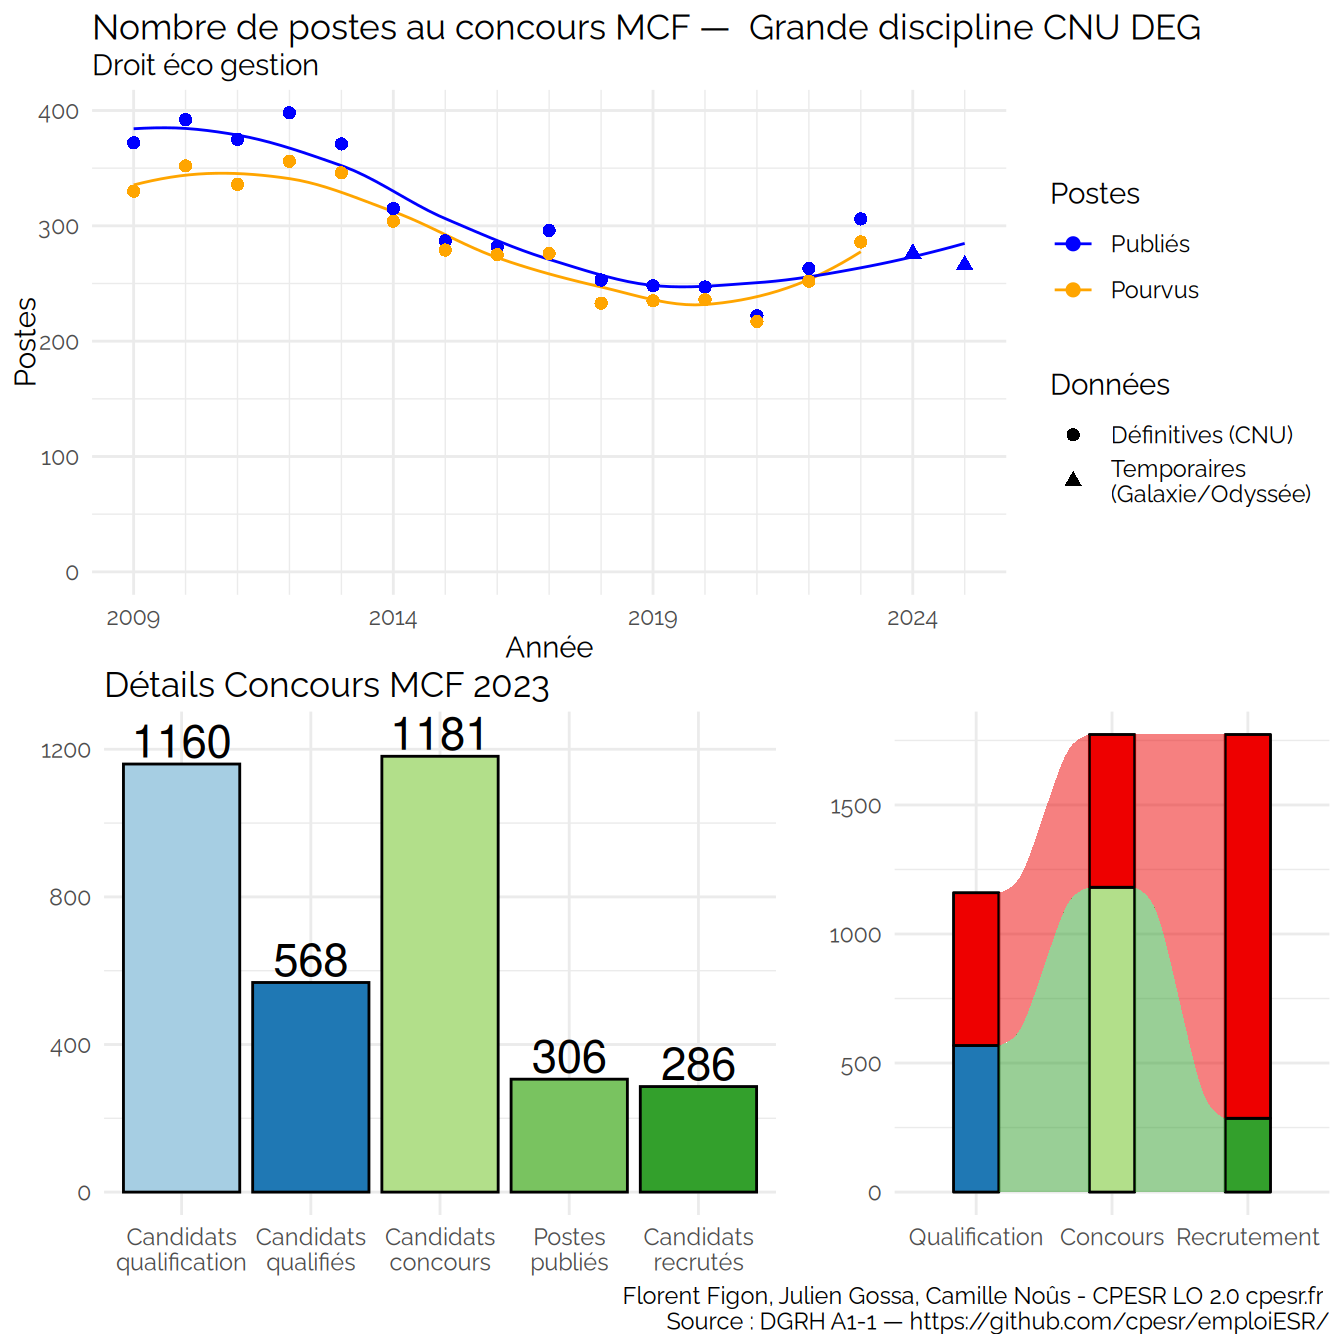 Nombre de postes au concours MCF —  Grande discipline CNU DEG
Droit éco gestion
400
300
200
100
0
Postes
2009
2014
2019
2024
Année
Postes
Publiés
Pourvus
Données
Définitives (CNU)
Temporaires
(Galaxie/Odyssée)
Détails Concours MCF 2023
1200
800
400
0
1160
568
1181
306
286
Candidats
qualification
Candidats
qualifiés
Candidats
concours
Postes
publiés
Candidats
recrutés
1500
1000
500
0
Qualification
Concours
Recrutement
Florent Figon, Julien Gossa, Camille Noûs - CPESR LO 2.0 cpesr.fr
Source : DGRH A1-1 — https://github.com/cpesr/emploiESR/